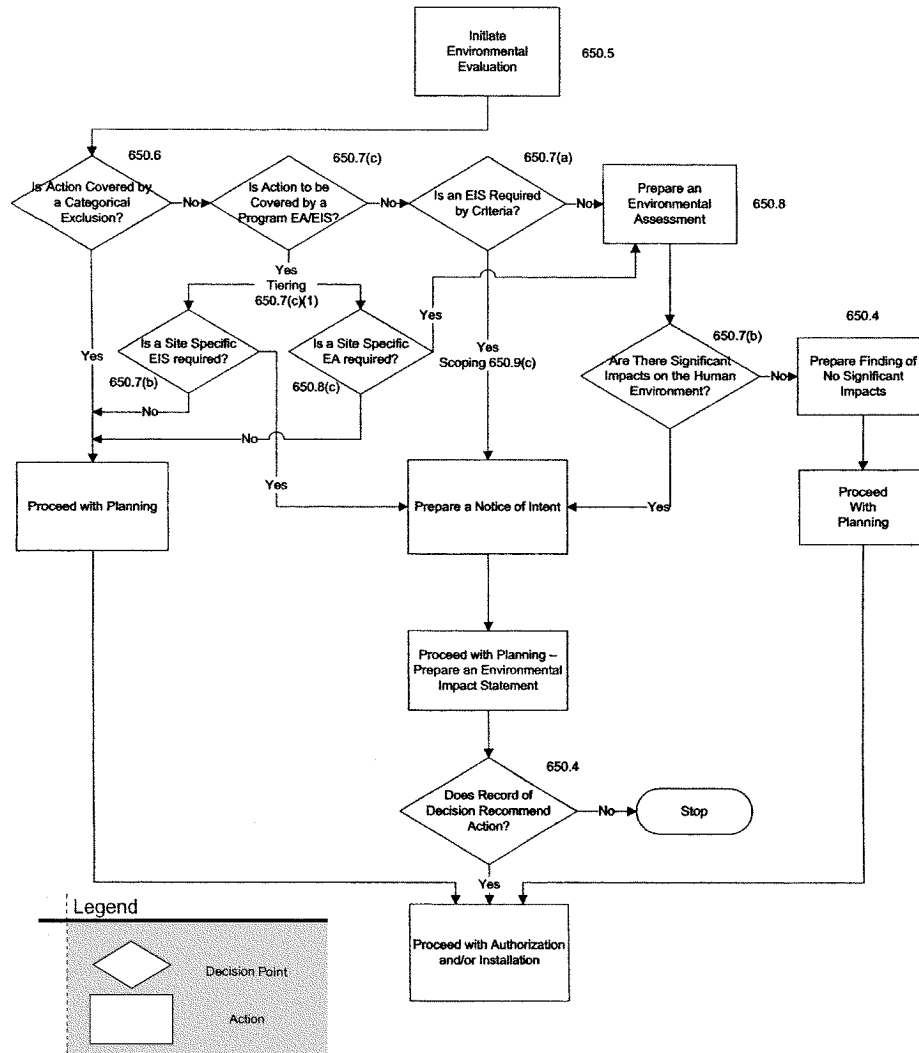 Initiate
Environmental
Evaluation
650.5
650.6
Is Action Covered by
a Categorical
Exclusion?
No
650.7(c)
Is Action to be
Covered by a
Program EA/EIS?
No
650.7(a)
Is an EIS Required
by Criteria?
No
Prepare an
Environmental
Assessment
650.8
Yes
Tiering
650.7(c)(1)
Yes
Is a Site Specific
EIS required?
650.7(b)
Is a Site Specific
EA required?
650.8(c)
Yes
Yes
Scoping 650.9(c)
650.7(b)
Are There Significant
Impacts on the Human
Environment?
No
650.4
Prepare Finding of
No Significant
Impacts
No
No
Yes
Yes
Proceed with Planning
Prepare a Notice of Intent
Proceed
With
Planning
Proceed with Planning –
Prepare an Environmental
Impact Statement
650.4
Does Record of
Decision Recommend
Action?
No
Stop
Yes
Proceed with Authorization
and/or Installation
Legend
Decision Point
Action